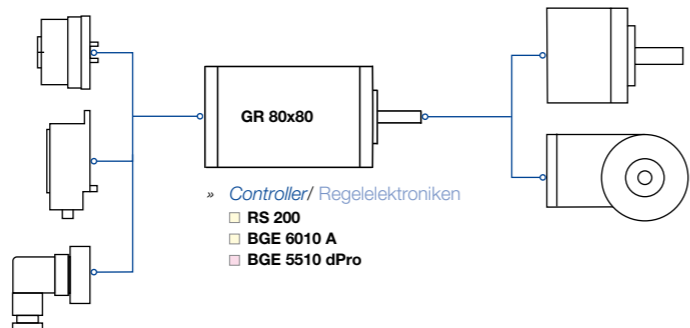 GR 80x80
» Controller/ Regelelektroniken
RS 200
BGE 6010 A
BGE 5510 dPro